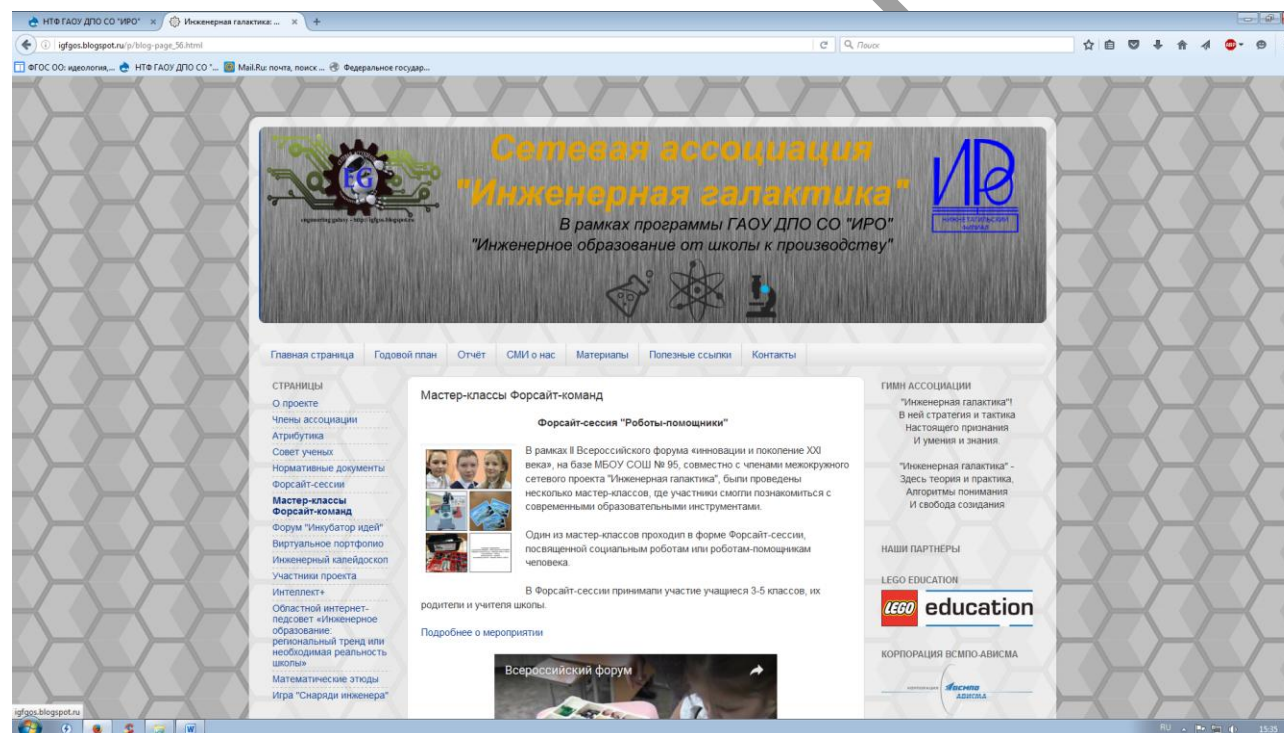 НТФ ГАОУ ДПО СО "ИРО"
Инженерная галактика: ...
igfgos.blogspot.ru/p/blog-page_56.html
Поиск
ФГОС ОО: идеология,...
НТФ ГАОУ ДПО СО "...
Mail.Ru: почта, поиск ...
Федеральное государ...
EG
Сетевая ассоциация
"Инженерная галактика"
В рамках программы ГАОУ ДПО СО "ИРО"
"Инженерное образование от школы к производству"
ИРО
НИЖНЕТАГИЛЬСКИЙ
ФИЛИАЛ
Главная страница
Годовой план
Отчёт
СМИ о нас
Материалы
Полезные ссылки
Контакты
СТРАНИЦЫ
О проекте
Члены ассоциации
Атрибутика
Совет ученых
Нормативные документы
Форсайт-сессии
Мастер-классы
Форсайт-команд
Форум "Инкубатор идей"
Виртуальное портфолио
Инженерный калейдоскоп
Участники проекта
Интеллект+
Областной интернет-
педсовет «Инженерное
образование:
региональный тренд или
необходимая реальность
школы»
Математические этюды
Игра "Снаряди инженера"
Мастер-классы Форсайт-команд
Форсайт-сессия "Роботы-помощники"
В рамках II Всероссийского форума «инновации и поколение XXI
века», на базе МБОУ СОШ № 95, совместно с членами межокружного
сетевого проекта "Инженерная галактика", были проведены
несколько мастер-классов, где участники смогли познакомиться с
современными образовательными инструментами.
Один из мастер-классов проходил в форме Форсайт-сессии,
посвященной социальным роботам или роботам-помощникам
человека.
В Форсайт-сессии принимали участие учащиеся 3-5 классов, их
родители и учителя школы.
Подробнее о мероприятии
Всероссийский форум
ГИМН АССОЦИАЦИИ
"Инженерная галактика"!
В ней стратегия и тактика
Настоящего признания
И умения и знания.
"Инженерная галактика" -
Здесь теория и практика,
Алгоритмы понимания
И свобода созидания
НАШИ ПАРТНЁРЫ
LEGO EDUCATION
LEGO education
КОРПОРАЦИЯ ВСМПО-АВИСМА
ВСМПО
АВИСМА
igfgos.blogspot.ru
RU
15:35